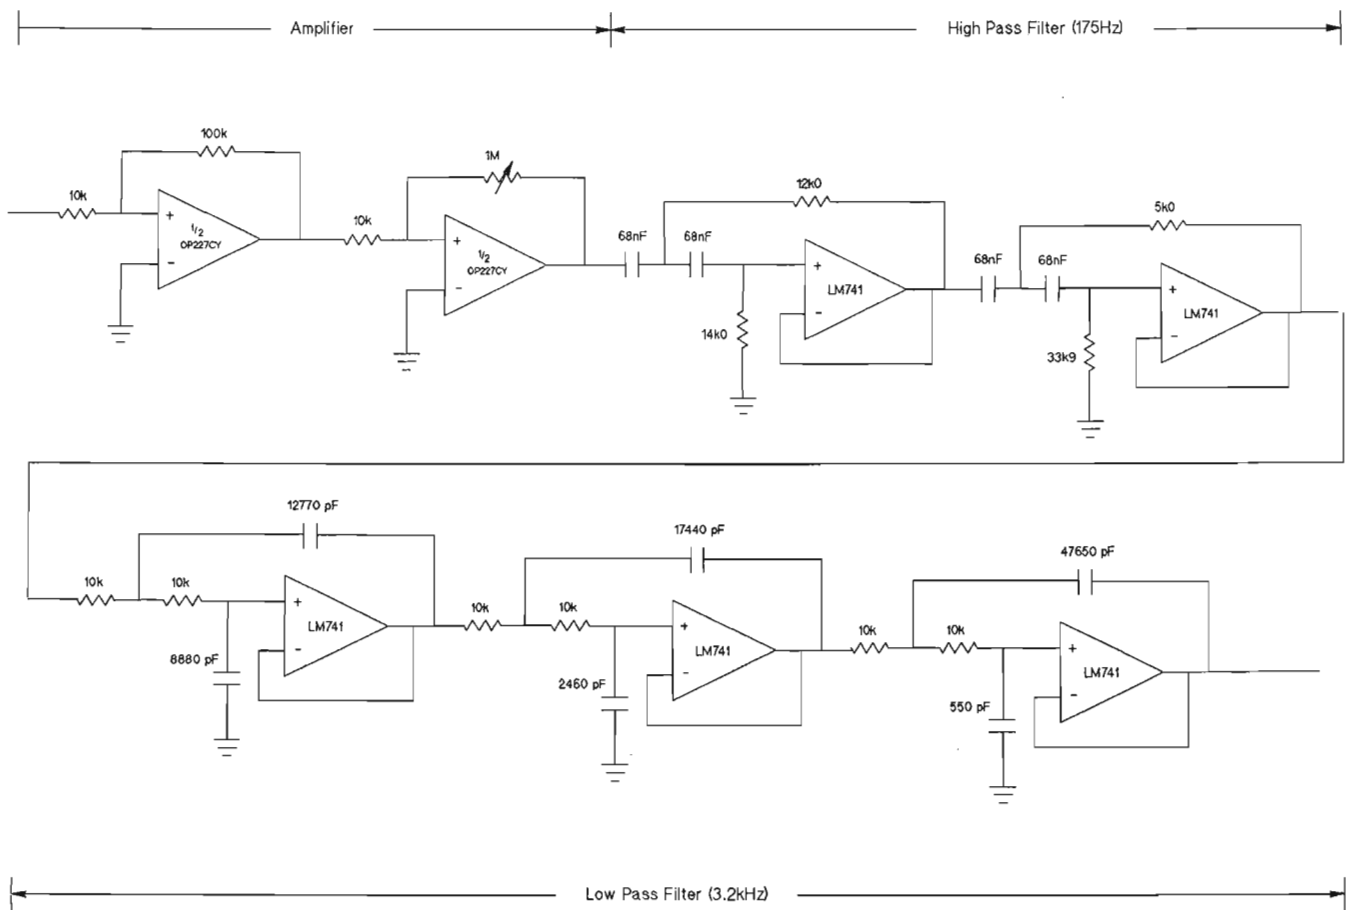 Amplifier
High Pass Filter (175Hz)
100k
10k
+
1/2
OP227CY
-
1M
10k
+
1/2
OP227CY
-
68nF
68nF
12k0
14k0
+
LM741
-
68nF
68nF
5k0
33k9
+
LM741
-
12770 pF
10k
10k
8880 pF
+
LM741
-
17440 pF
10k
10k
2460 pF
+
LM741
-
47650 pF
10k
10k
550 pF
+
LM741
-
Low Pass Filter (3.2kHz)